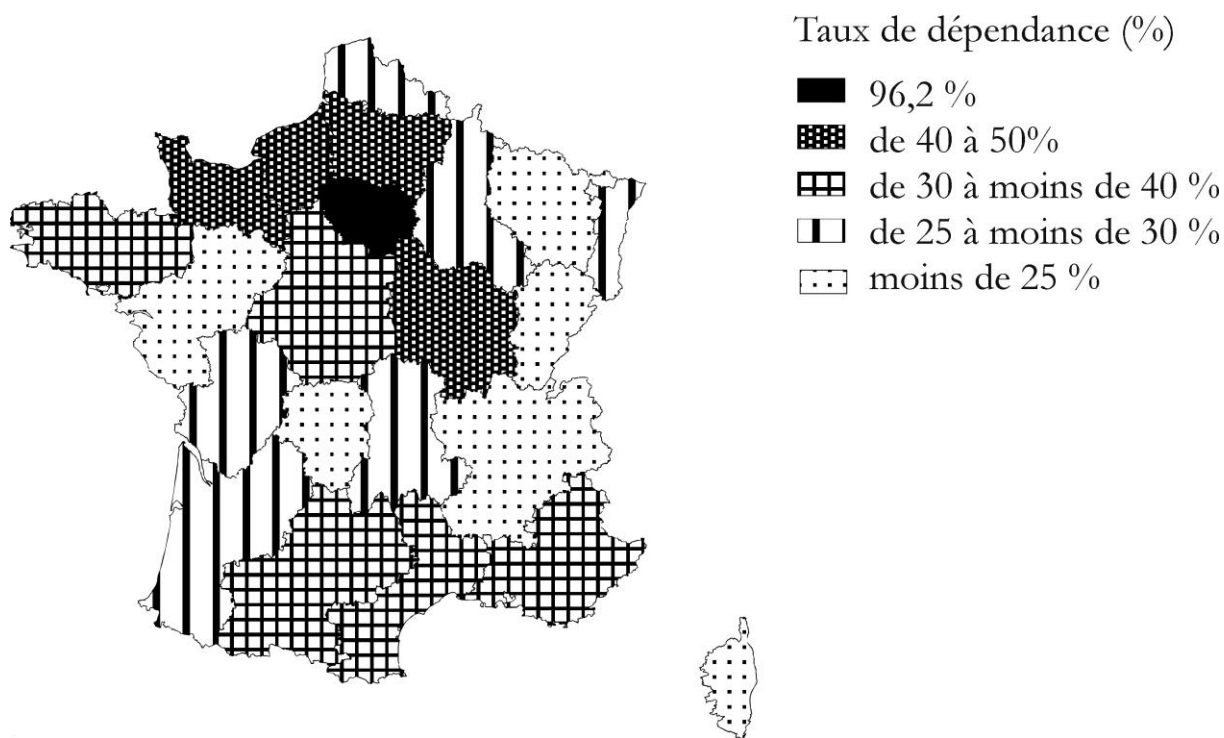 Taux de dépendance (%)
96,2 %
de 40 à 50%
de 30 à moins de 40 %
de 25 à moins de 30 %
moins de 25 %